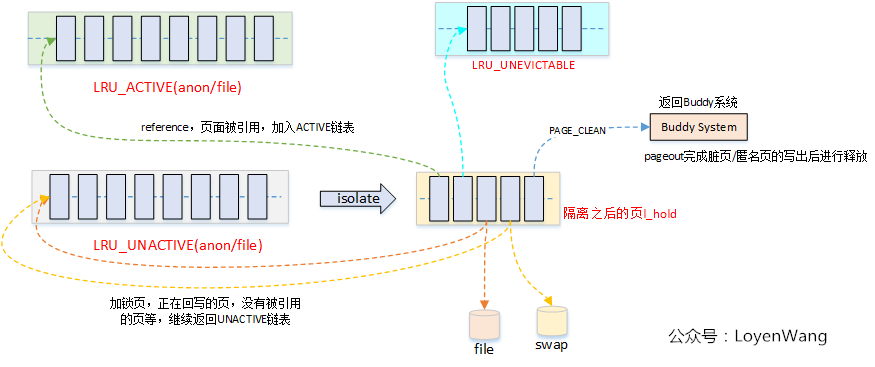 LRU_ACTIVE(anon/file)
LRU_UNEVICTABLE
reference，页面被引用，加入ACTIVE链表
返回Buddy系统
PAGE_CLEAN
Buddy System
pageout完成脏页/匿名页的写出后进行释放
isolate
隔离之后的页l_hold
LRU_UNACTIVE(anon/file)
加锁页，正在回写的页，没有被引用
的页等，继续返回UNACTIVE链表
file
swap
公众号：LoyenWang